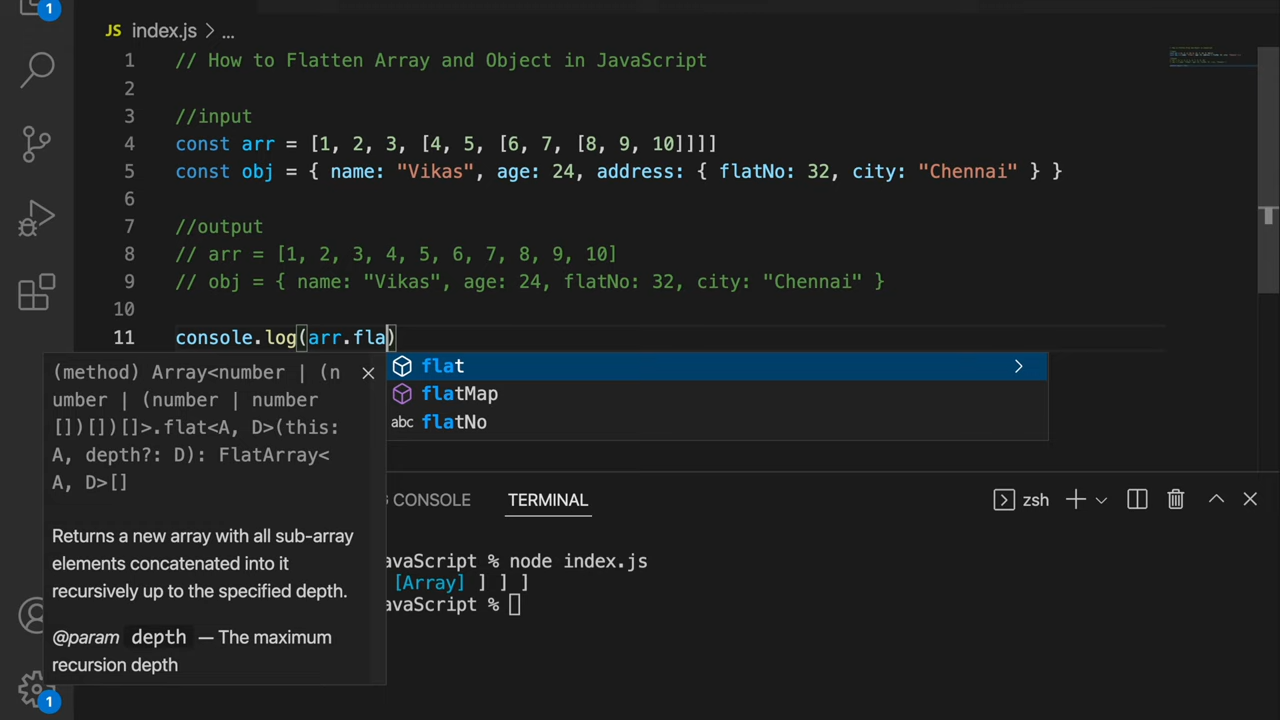 1
JS index.js > ...
1 // How to Flatten Array and Object in JavaScript
2
3 //input
4 const arr = [1, 2, 3, [4, 5, [6, 7, [8, 9, 10]]]]
5 const obj = { name: "Vikas", age: 24, address: { flatNo: 32, city: "Chennai" } }
6
7 //output
8 // arr = [1, 2, 3, 4, 5, 6, 7, 8, 9, 10]
9 // obj = { name: "Vikas", age: 24, flatNo: 32, city: "Chennai" }
10
11 console.log(arr.fla)
flat
flatMap
abc flatNo
(method) Array<number | (n
umber | (number | number
[])[])[]>.flat<A, D>(this:
A, depth?: D): FlatArray<
A, D>[]
Returns a new array with all sub-array
elements concatenated into it
recursively up to the specified depth.
@param depth — The maximum
recursion depth
CONSOLE TERMINAL zsh
avaScript % node index.js
[Array] ] ] ]
avaScript %
1